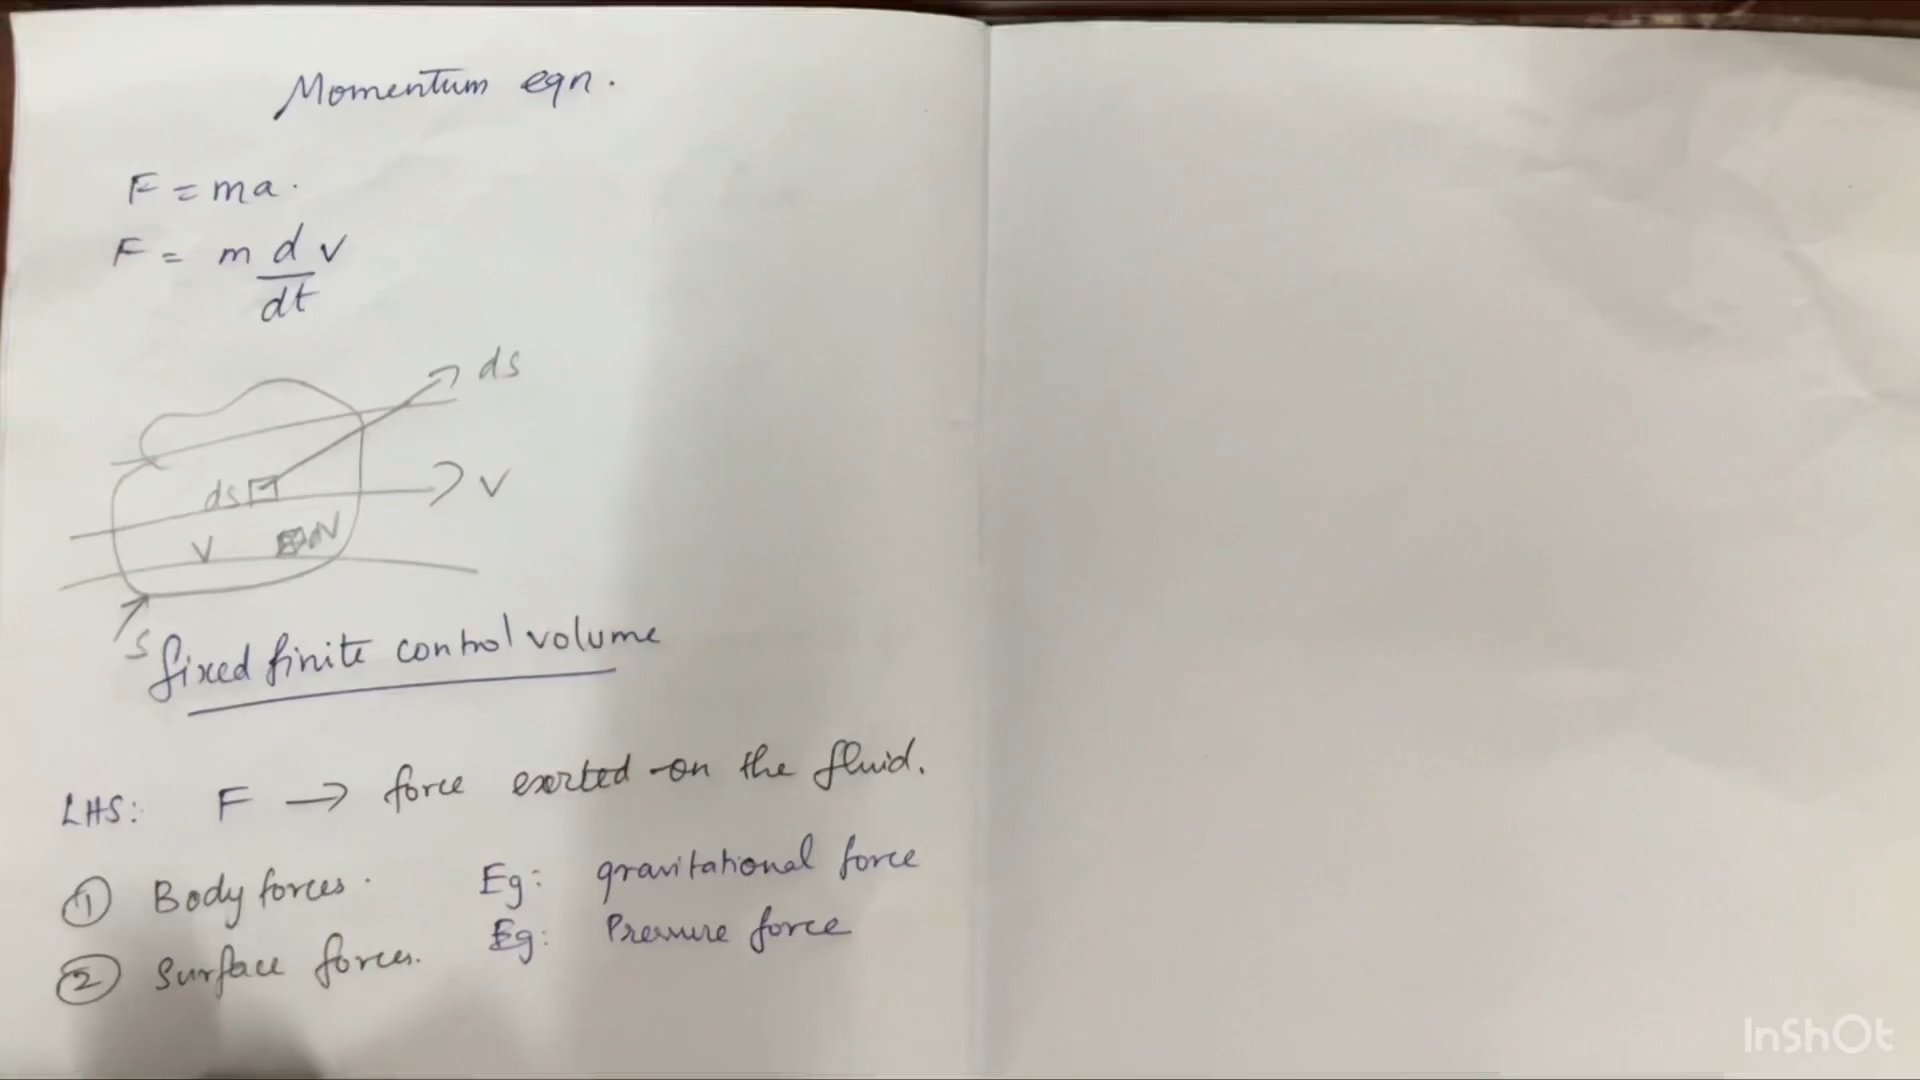 Momentum eqn.
F = ma.
F = m d/dt v
ds
ds
V
V
dV
S
fixed finite control volume
LHS: F → force exerted on the fluid.
① Body forces. Eg: gravitational force
② Surface forces. Eg: Pressure force
InShOt